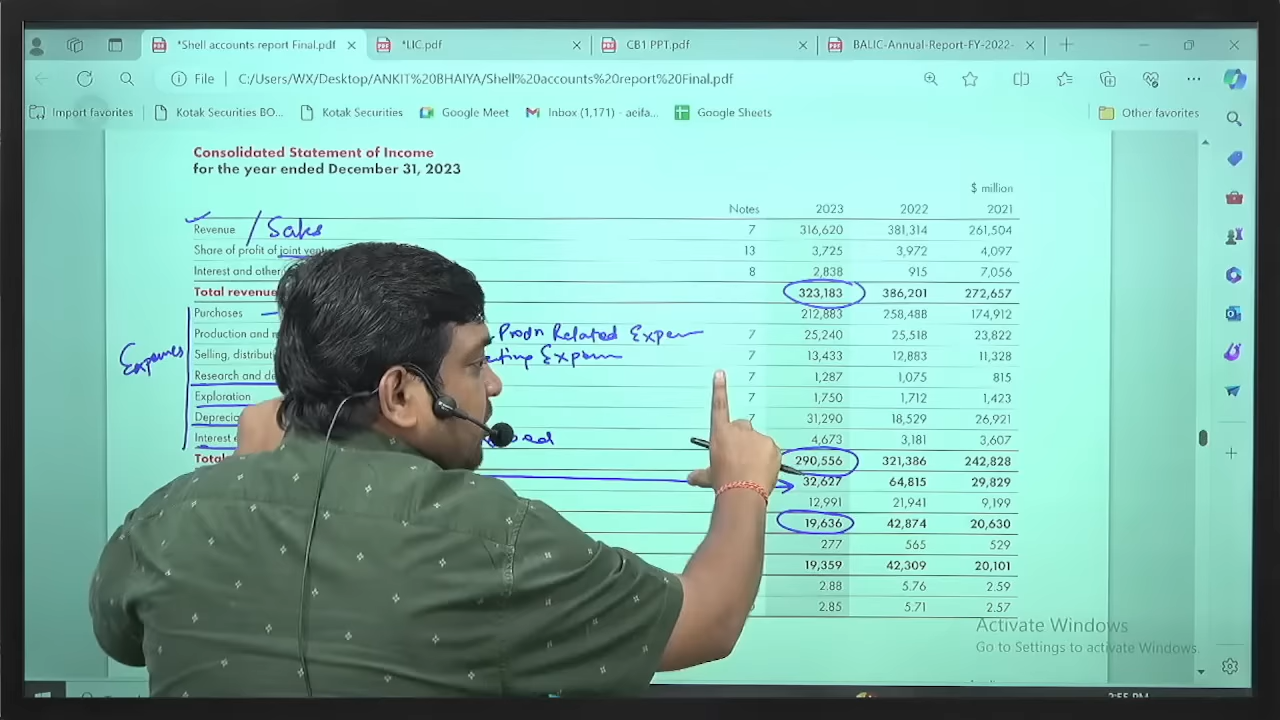 *Shell accounts report Final.pdf
*LIC.pdf
CB1 PPT.pdf
BALIC-Annual-Report-FY-2022-
File C:/Users/WX/Desktop/ANKIT%20BHAIYA/Shell%20accounts%20report%20Final.pdf
Import favorites Kotak Securities BO... Kotak Securities Google Meet Inbox (1,171) - aeifa... Google Sheets Other favorites
Consolidated Statement of Income
for the year ended December 31, 2023
$ million
Notes 2023 2022 2021
Revenue / Sales 7 316,620 381,314 261,504
Share of profit of joint 13 3,725 3,972 4,097
Interest and other 8 2,838 915 7,056
Total revenue 323,183 386,201 272,657
Purchases 212,883 258,488 174,912
Production and Prodn Related Expen 7 25,240 25,518 23,822
Expenses Selling, 7 13,433 12,883 11,328
Research and 7 1,287 1,075 815
Exploration 7 1,750 1,712 1,423
7 31,290 18,529 26,921
Interest 4,673 3,181 3,607
290,556 321,386 242,828
32,627 64,815 29,829
12,991 21,941 9,199
19,636 42,874 20,630
277 565 529
19,359 42,309 20,101
2.88 5.76 2.59
2.85 5.71 2.57
Activate Windows
Go to Settings to activate Windows.